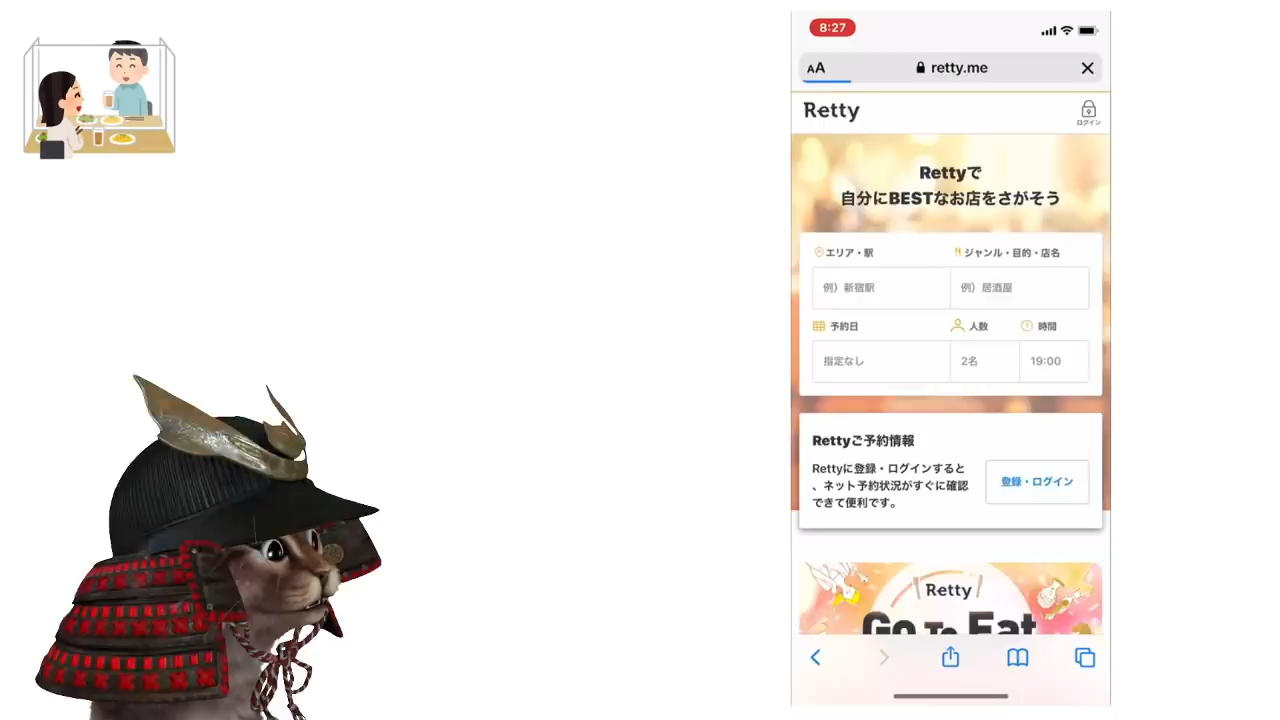 8:27
AA
retty.me
Retty
ログイン
Rettyで
自分にBESTなお店をさがそう
エリア・駅
ジャンル・目的・店名
例）新宿駅
例）居酒屋
予約日
人数
時間
指定なし
2名
19:00
Rettyご予約情報
Rettyに登録・ログインすると
、ネット予約状況がすぐに確認
できて便利です。
登録・ログイン
Retty
Go To Eat